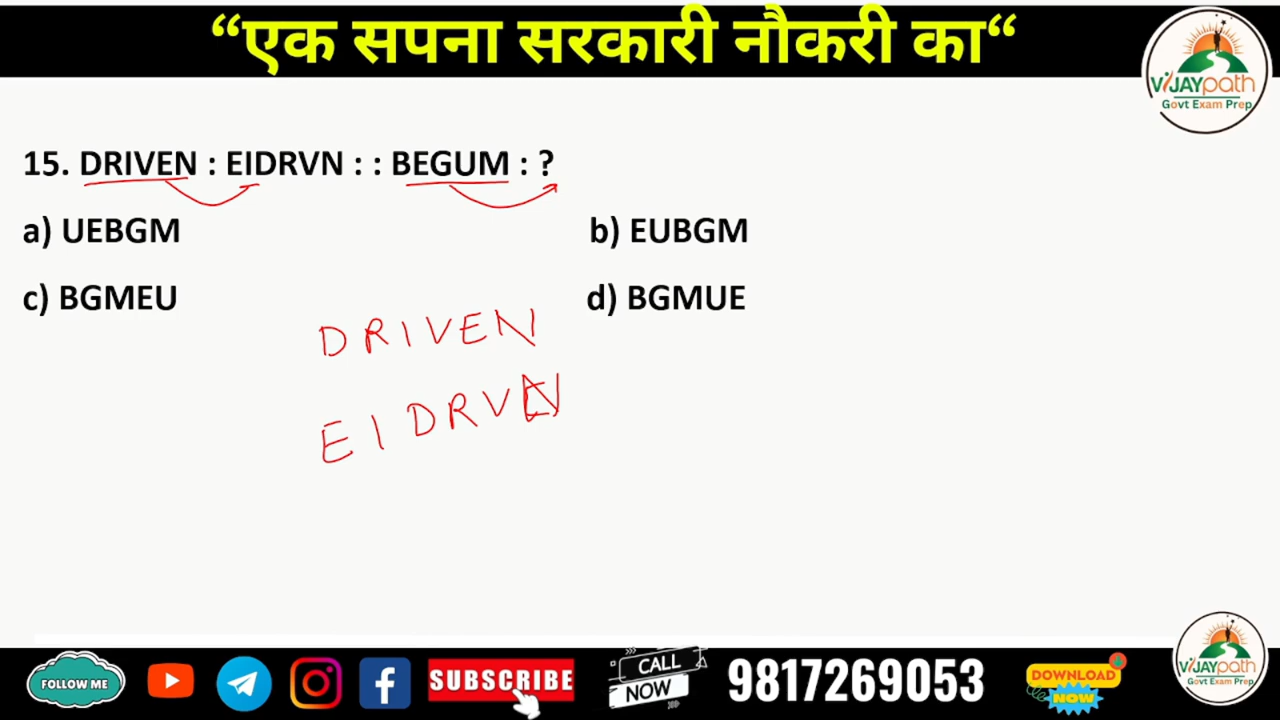 “एक सपना सरकारी नौकरी का“
VIJAYpath
Govt Exam Prep
15. DRIVEN : EIDRVN : : BEGUM : ?
a) UEBGM
b) EUBGM
c) BGMEU
d) BGMUE
DRIVEN
EIDRVN
FOLLOW ME
SUBSCRIBE
CALL
NOW
9817269053
DOWNLOAD
NOW
VIJAYpath
Govt Exam Prep